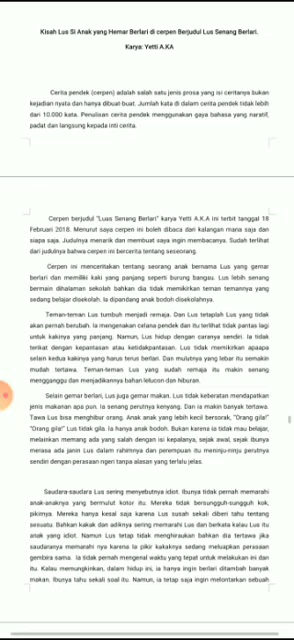 Kisah Lus Si Anak yang Hemar Berlari di cerpen Berjudul Lus Senang Berlari.
Karya: Yetti A.KA
Cerita pendek (cerpen) adalah salah satu jenis prosa yang isi ceritanya bukan
kejadian nyata dan hanya dibuat-buat. Jumlah kata di dalam cerita pendek tidak lebih
dari 10.000 kata. Penulisan cerita pendek menggunakan gaya bahasa yang naratif,
padat dan langsung kepada inti cerita.
Cerpen berjudul "Luas Senang Berlari" karya Yetti A.K.A ini terbit tanggal 18
Februari 2018. Menurut saya cerpen ini boleh dibaca dari kalangan mana saja dan
siapa saja. Judulnya menarik dan membuat saya ingin membacanya. Sudah terlihat
dari judulnya bahwa cerpen ini bercerita tentang seseorang.
Cerpen ini menceritakan tentang seorang anak bernama Lus yang gemar
berlari dan memiliki kaki yang panjang seperti burung bangau. Lus lebih senang
bermain dihalaman sekolah bahkan dia tidak memikirkan teman temannya yang
sedang belajar disekolah. Ia dipandang anak bodoh disekolahnya.
Teman-teman Lus tumbuh menjadi remaja. Dan Lus tetaplah Lus yang tidak
akan pernah berubah. Ia mengenakan celana pendek dan itu terlihat tidak pantas lagi
untuk kakinya yang panjang. Namun, Lus hidup dengan caranya sendiri. Ia tidak
terikat dengan kepantasan atau ketidakpantasan. Lus tidak memikirkan apaapa
selain kedua kakinya yang harus terus berlari. Dan mulutnya yang lebar itu semakin
mudah tertawa. Teman-teman Lus yang sudah remaja itu makin senang
mengganggu dan menjadikannya bahan lelucon dan hiburan.
Selain gemar berlari, Lus juga gemar makan. Lus tidak keberatan mendapatkan
jenis makanan apa pun. Ia senang perutnya kenyang. Dan ia makin banyak tertawa.
Tawa Lus bisa menghibur orang. Anak anak yang lebih kecil bersorak, "Orang gila!"
"Orang gila!" Lus tidak gila. Ia hanya anak bodoh. Bukan karena ia tidak mau belajar,
melainkan memang ada yang salah dengan isi kepalanya, sejak awal, sejak ibunya
merasa ada janin Lus dalam rahimnya dan perempuan itu meninju-ninju perutnya
sendiri dengan perasaan ngeri tanpa alasan yang terlalu jelas.
Saudara-saudara Lus sering menyebutnya idiot. Ibunya tidak pernah memarahi
anak-anaknya yang bermulut kotor itu. Mereka tidak bersungguh-sungguh kok,
pikirnya. Mereka hanya kesal saja karena Lus susah sekali diberi tahu tentang
sesuatu. Bahkan kakak dan adiknya sering memarahi Lus dan berkata kalau Lus itu
anak yang idiot. Namun Lus tetap tidak menghiraukan bahkan dia tertawa jika
saudaranya memarahi nya karena Ia pikir kakaknya sedang meluapkan perasaan
gembira sama. Ia tidak pernah mengenal waktu yang tepat untuk melakukan ini dan
itu. Kalau memungkinkan, dalam hidup ini, ia hanya ingin berlari ditambah banyak
makan. Ibunya tahu sekali soal itu. Namun, ia tetap saja ingin melontarkan sebuah